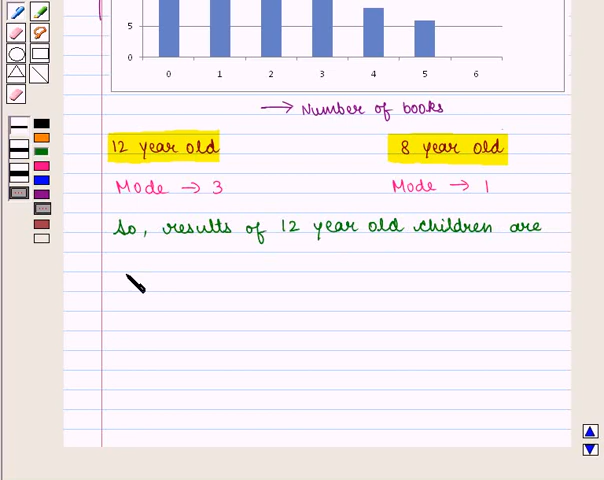 5
0
0 1 2 3 4 5 6
→ Number of books
12 year old 8 year old
Mode → 3 Mode → 1
So, results of 12 year old children are